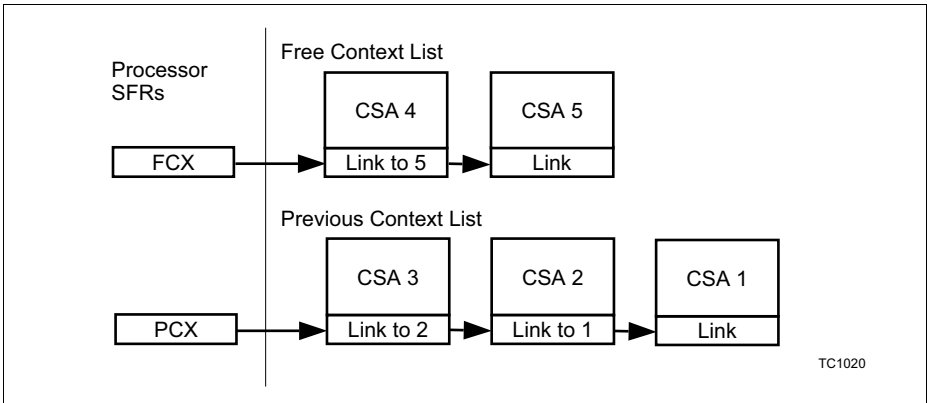 Free Context List
Processor
SFRs
CSA 4
CSA 5
FCX
Link to 5
Link
Previous Context List
CSA 3
CSA 2
CSA 1
PCX
Link to 2
Link to 1
Link
TC1020